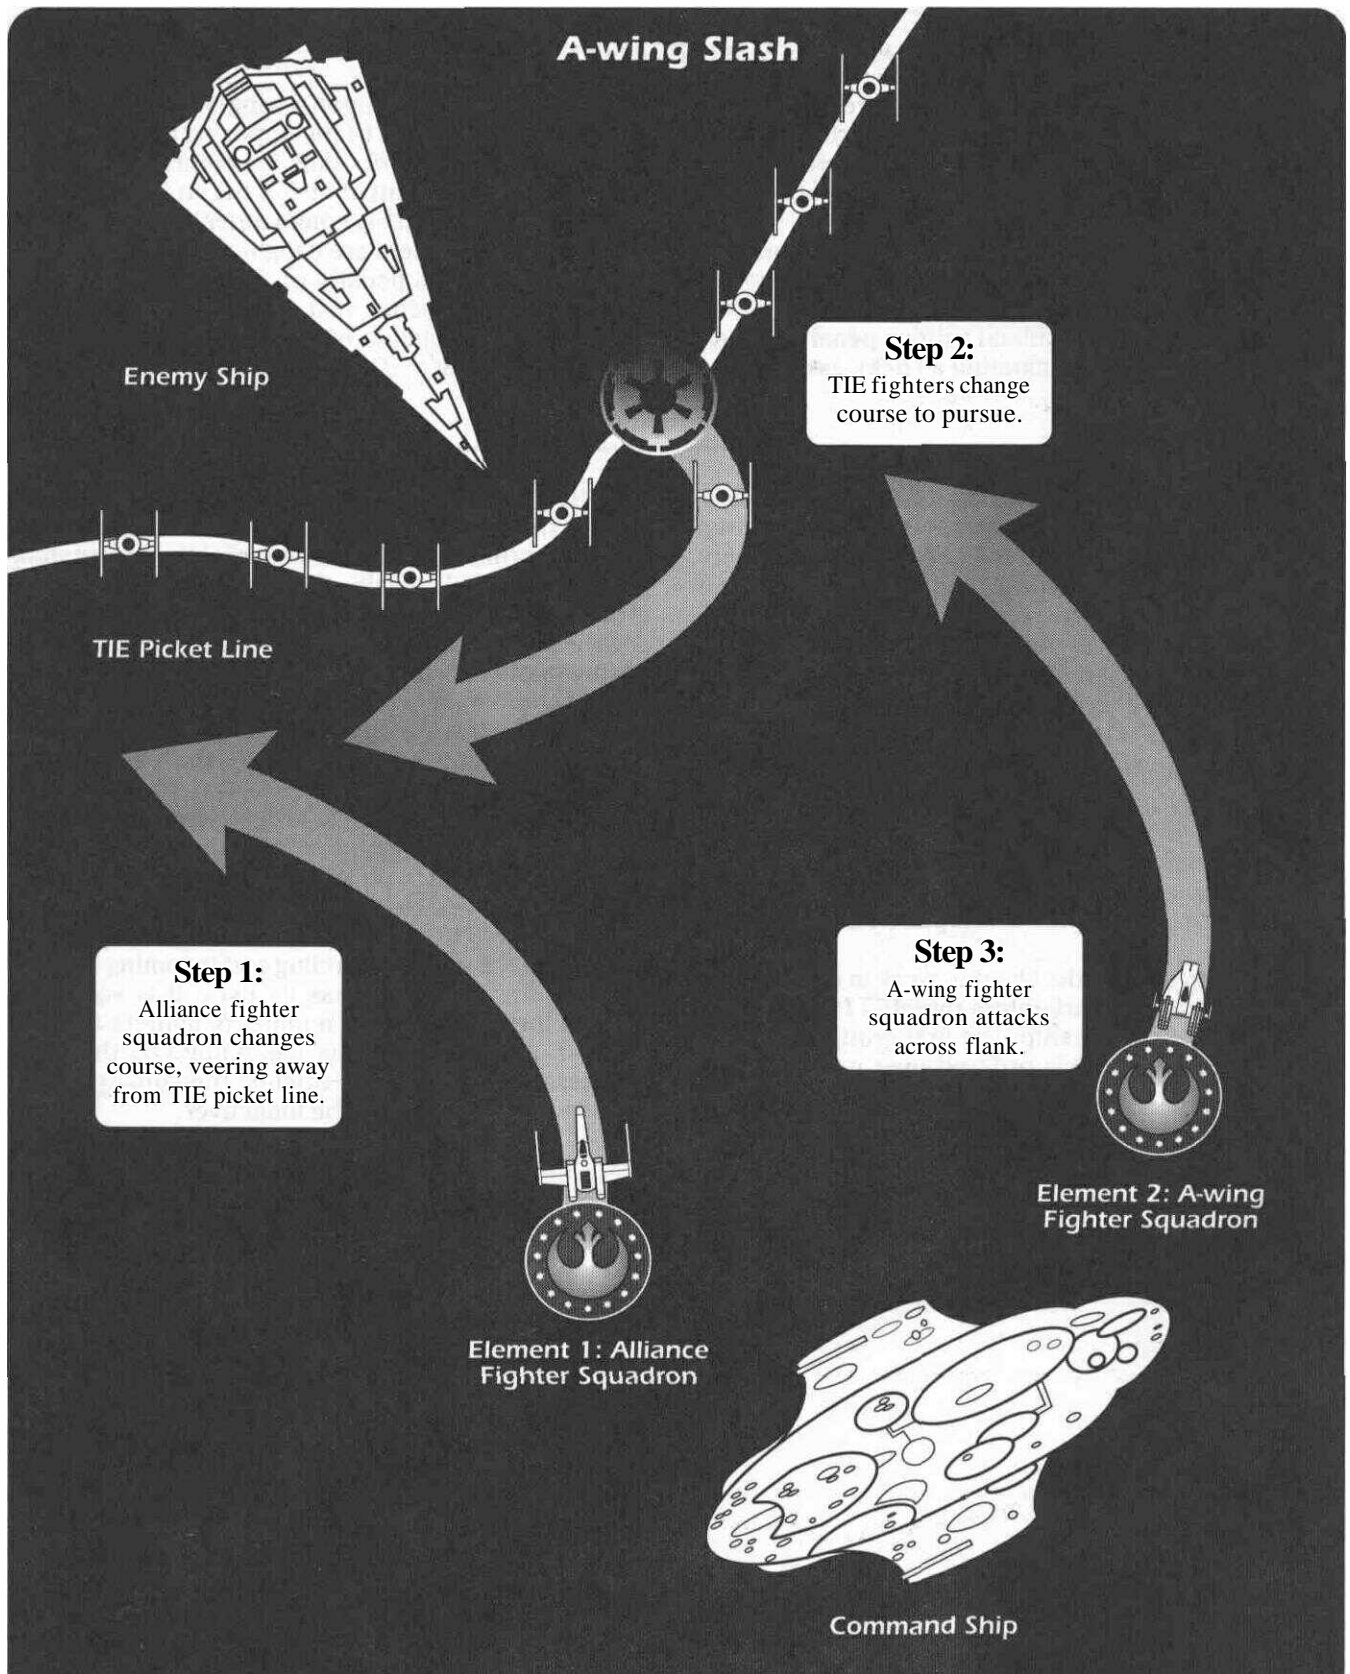 A-wing Slash
Enemy Ship
Step 2:
TIE fighters change
course to pursue.
TIE Picket Line
Step 1:
Alliance fighter
squadron changes
course, veering away
from TIE picket line.
Step 3:
A-wing fighter
squadron attacks
across flank.
Element 2: A-wing
Fighter Squadron
Element 1: Alliance
Fighter Squadron
Command Ship